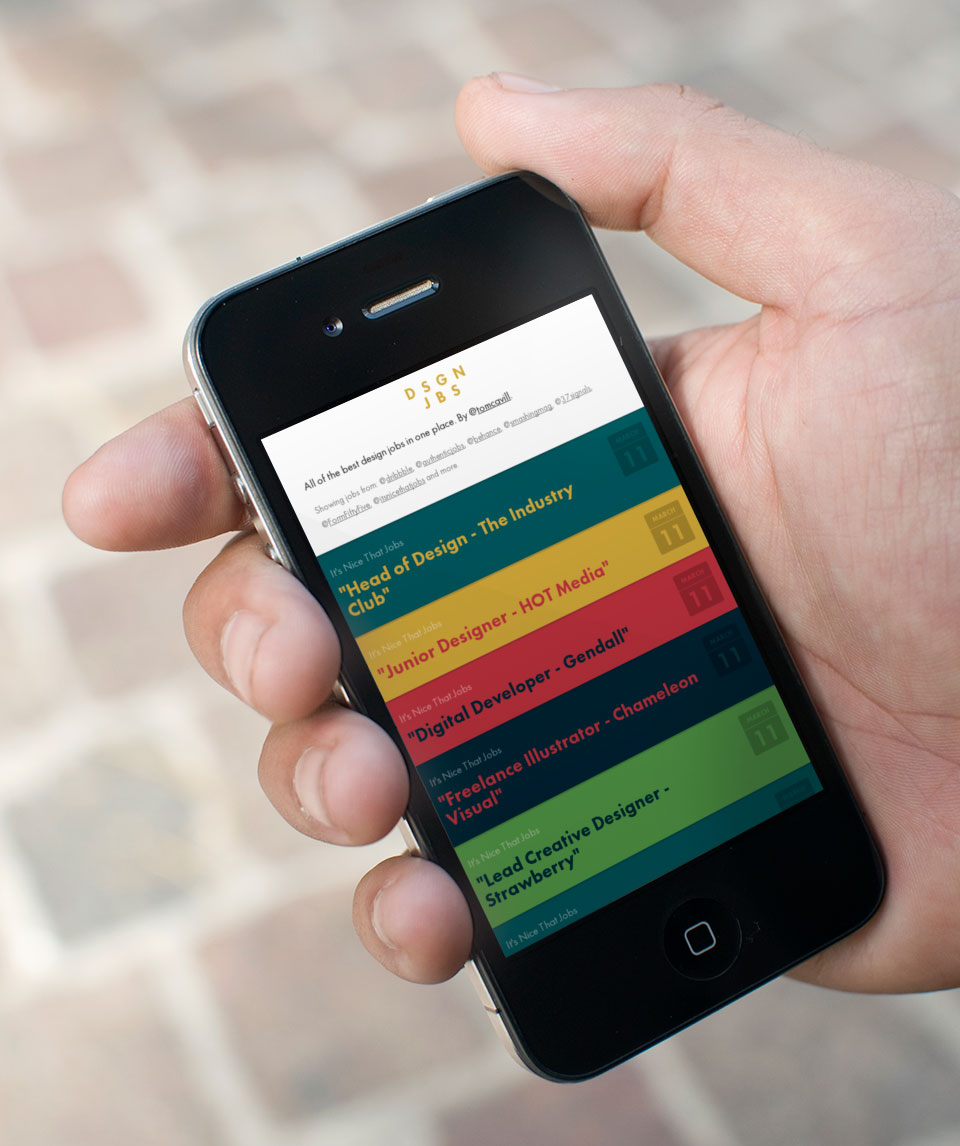 DSGN
JBS
All of the best design jobs in one place. By @tomcavill.
Showing jobs from: @dribbble, @authenticjobs, @behance, @smashingmag, @37signals,
@FormFiftyFive, @itsnicethatjobs and more.
MARCH
11
It's Nice That Jobs
"Head of Design - The Industry
Club"
MARCH
11
It's Nice That Jobs
"Junior Designer - HOT Media"
MARCH
11
It's Nice That Jobs
"Digital Developer - Gendall"
MARCH
11
It's Nice That Jobs
"Freelance Illustrator - Chameleon
Visual"
MARCH
11
It's Nice That Jobs
"Lead Creative Designer -
Strawberry"
MARCH
It's Nice That Jobs